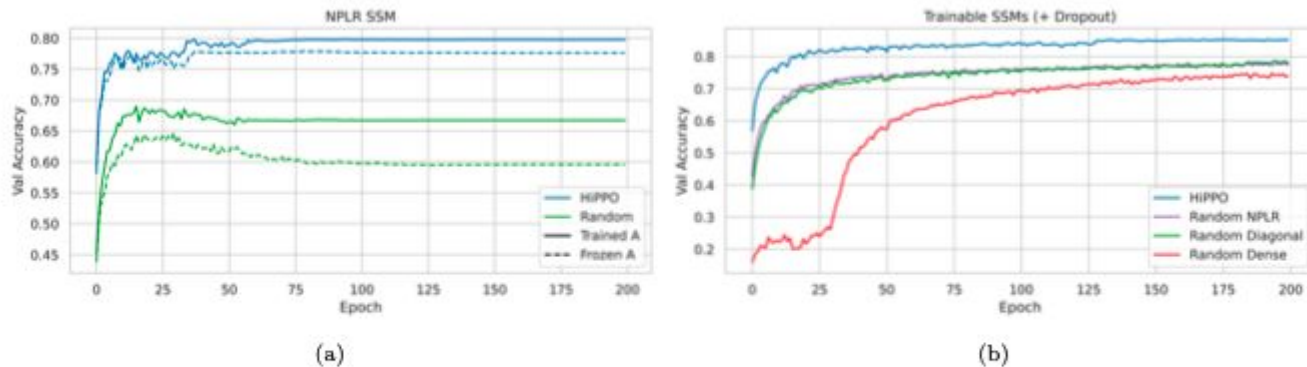 NPLR SSM
Val Accuracy
0.80
0.75
0.70
0.65
0.60
0.55
0.50
0.45
HiPPO
Random
Trained A
Frozen A
0 25 50 75 100 125 150 175 200
Epoch
(a)
Trainable SSMs (+ Dropout)
Val Accuracy
0.8
0.7
0.6
0.5
0.4
0.3
0.2
HiPPO
Random NPLR
Random Diagonal
Random Dense
0 25 50 75 100 125 150 175 200
Epoch
(b)